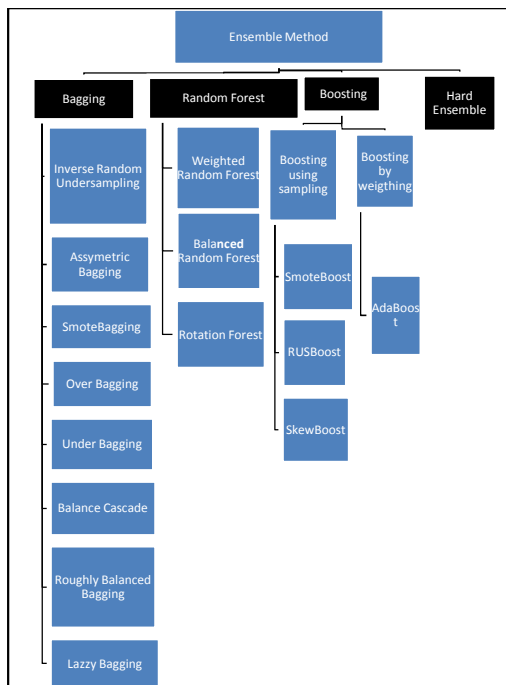 Ensemble Method
Bagging
Random Forest
Boosting
Hard
Ensemble
Inverse Random
Undersampling
Assymetric
Bagging
SmoteBagging
Over Bagging
Under Bagging
Balance Cascade
Roughly Balanced
Bagging
Lazzy Bagging
Weighted
Random Forest
Balanced
Random Forest
Rotation Forest
Boosting
using
sampling
SmoteBoost
RUSBoost
SkewBoost
Boosting
by
weigthing
AdaBoos
t